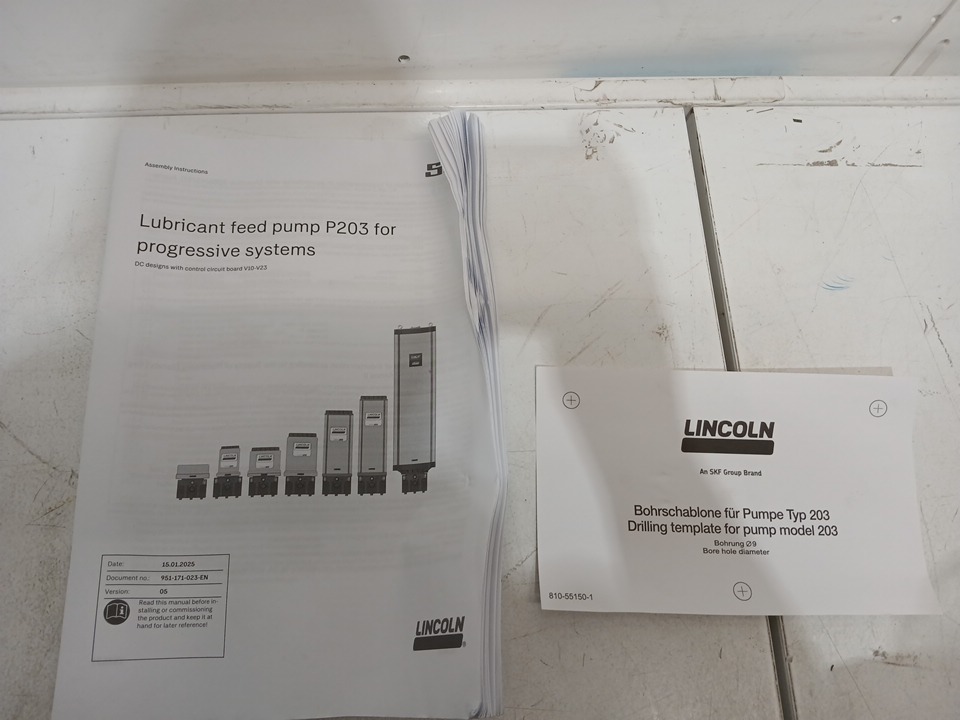 Assembly Instructions
Lubricant feed pump P203 for
progressive systems
DC designs with control circuit board V10-V23
Date: 15.01.2025
Document no.: 951-171-023-EN
Version: 05
Read this manual before in-
stalling or commissioning
the product and keep it at
hand for later reference!
LINCOLN
®
LINCOLN
An SKF Group Brand
Bohrschablone für Pumpe Typ 203
Drilling template for pump model 203
Bohrung Ø9
Bore hole diameter
810-55150-1